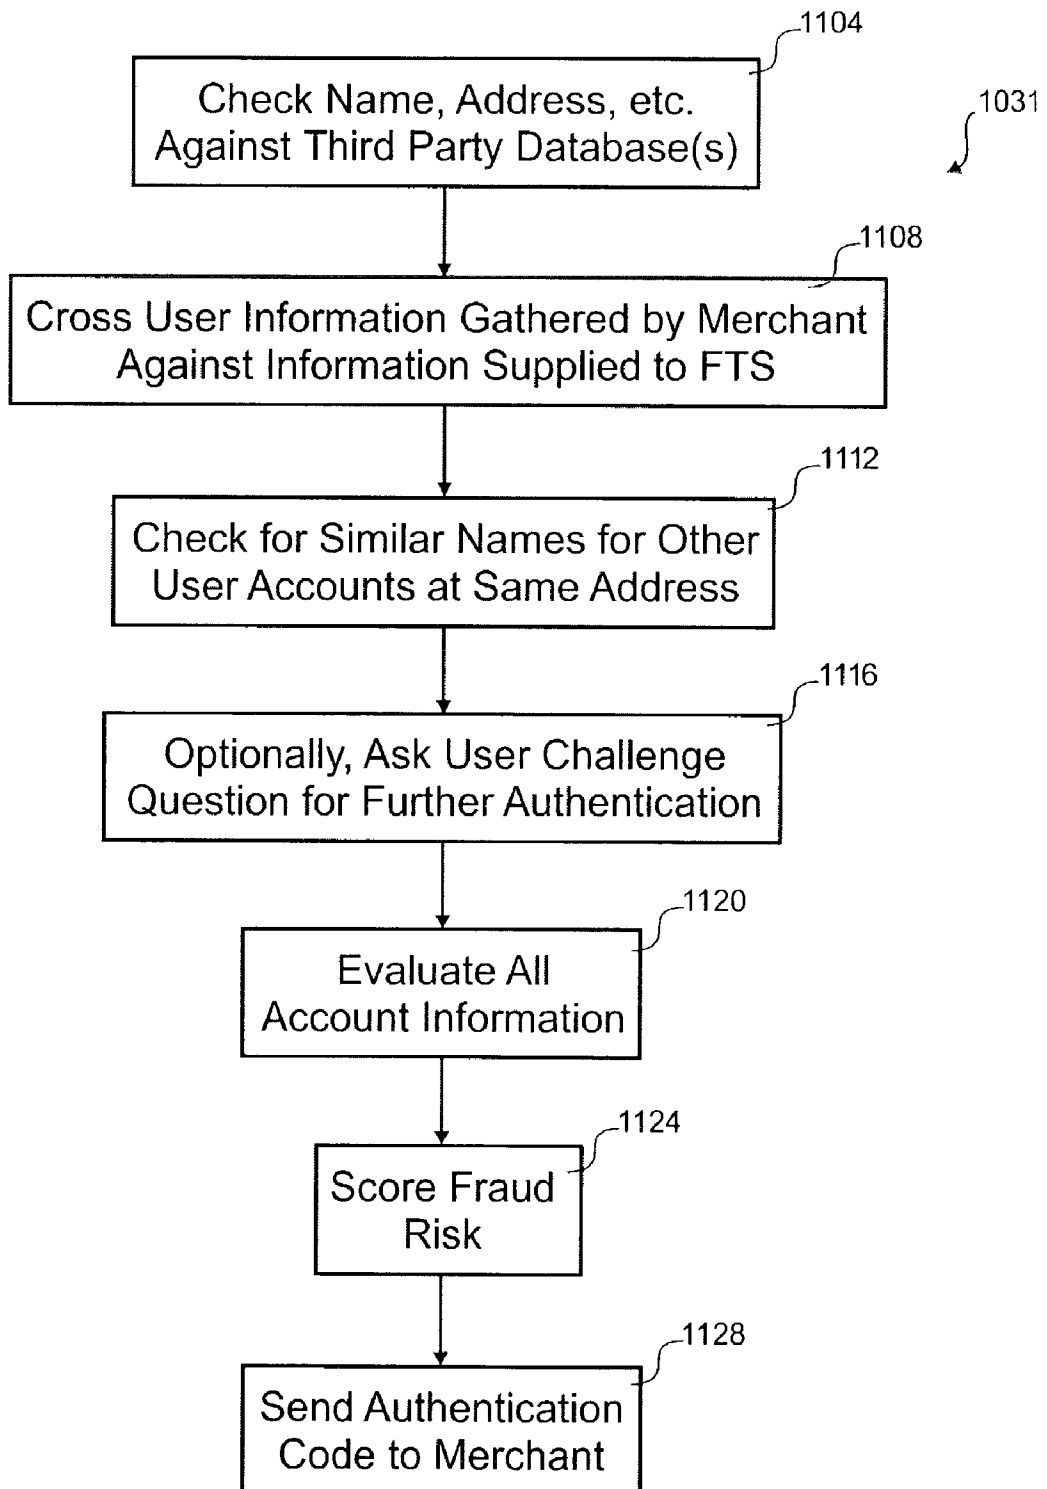 1104
Check Name, Address, etc.
Against Third Party Database(s)
1031
1108
Cross User Information Gathered by Merchant
Against Information Supplied to FTS
1112
Check for Similar Names for Other
User Accounts at Same Address
1116
Optionally, Ask User Challenge
Question for Further Authentication
1120
Evaluate All
Account Information
1124
Score Fraud
Risk
1128
Send Authentication
Code to Merchant